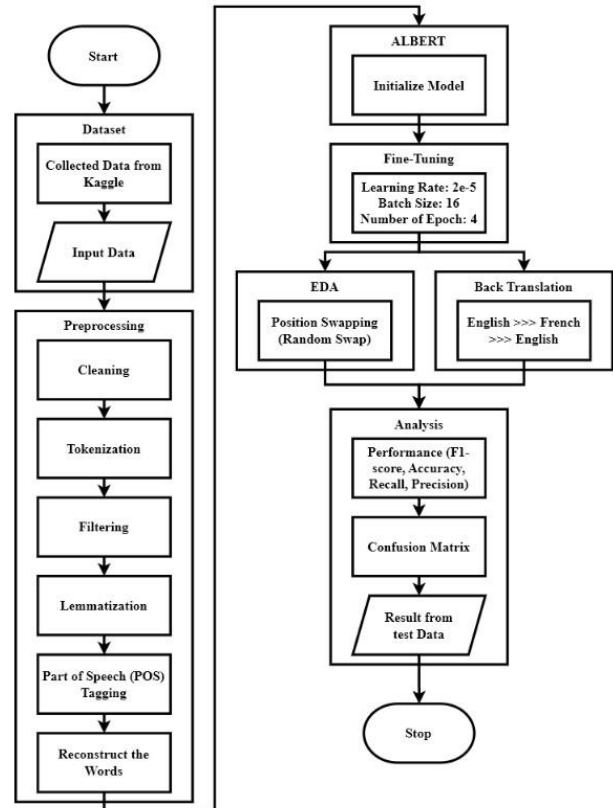 Start
Dataset
Collected Data from
Kaggle
Input Data
Preprocessing
Cleaning
Tokenization
Filtering
Lemmatization
Part of Speech (POS)
Tagging
Reconstruct the
Words
ALBERT
Initialize Model
Fine-Tuning
Learning Rate: 2e-5
Batch Size: 16
Number of Epoch: 4
EDA
Position Swapping
(Random Swap)
Back Translation
English >>> French
>>> English
Analysis
Performance (F1-
score, Accuracy,
Recall, Precision)
Confusion Matrix
Result from
test Data
Stop